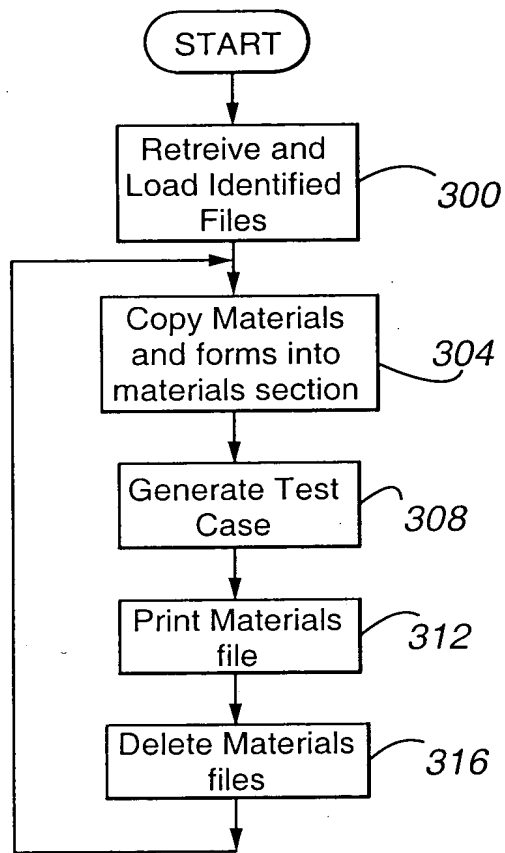 START
Retreive and
Load Identified
Files
300
Copy Materials
and forms into
materials section
304
Generate Test
Case
308
Print Materials
file
312
Delete Materials
files
316